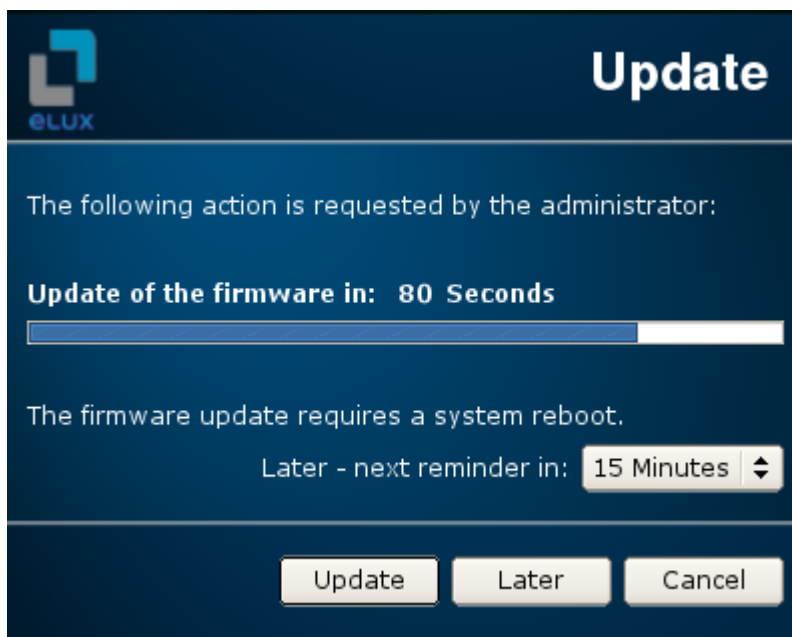 eLUX
Update
The following action is requested by the administrator:
Update of the firmware in: 80 Seconds
The firmware update requires a system reboot.
Later - next reminder in: 15 Minutes
Update Later Cancel